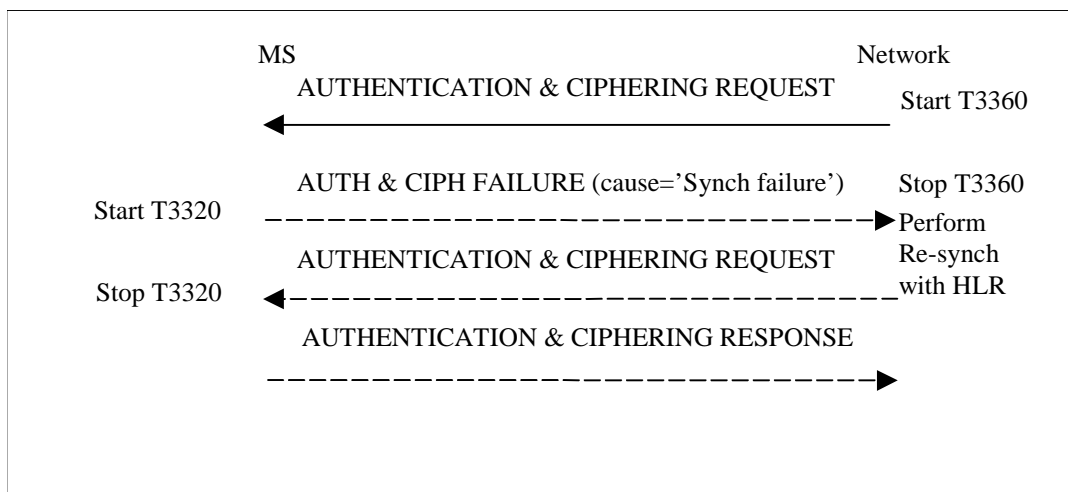 MS
Network
AUTHENTICATION & CIPHERING REQUEST
Start T3360
AUTH & CIPH FAILURE (cause='Synch failure')
Stop T3360
Start T3320
Perform
Re-synch
with HLR
AUTHENTICATION & CIPHERING REQUEST
Stop T3320
AUTHENTICATION & CIPHERING RESPONSE